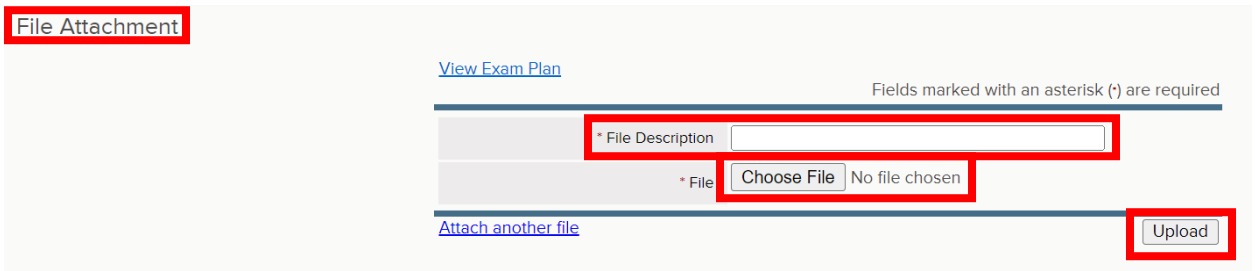 File Attachment
View Exam Plan
Fields marked with an asterisk (*) are required
* File Description
* File Choose File No file chosen
Attach another file
Upload